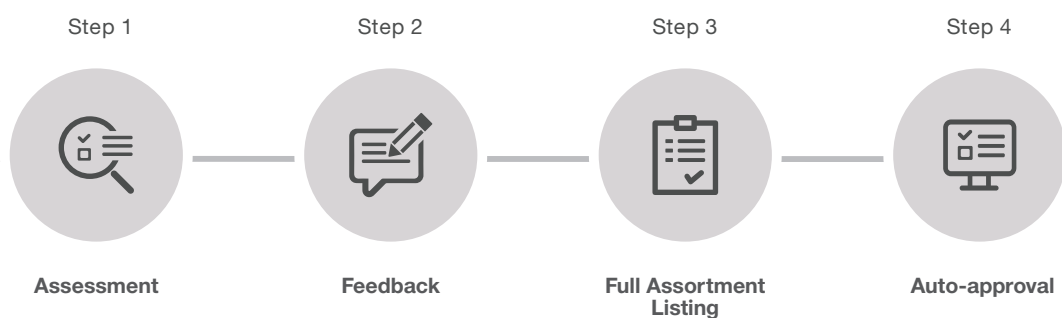 Step 1
Step 2
Step 3
Step 4
Assessment
Feedback
Full Assortment
Listing
Auto-approval